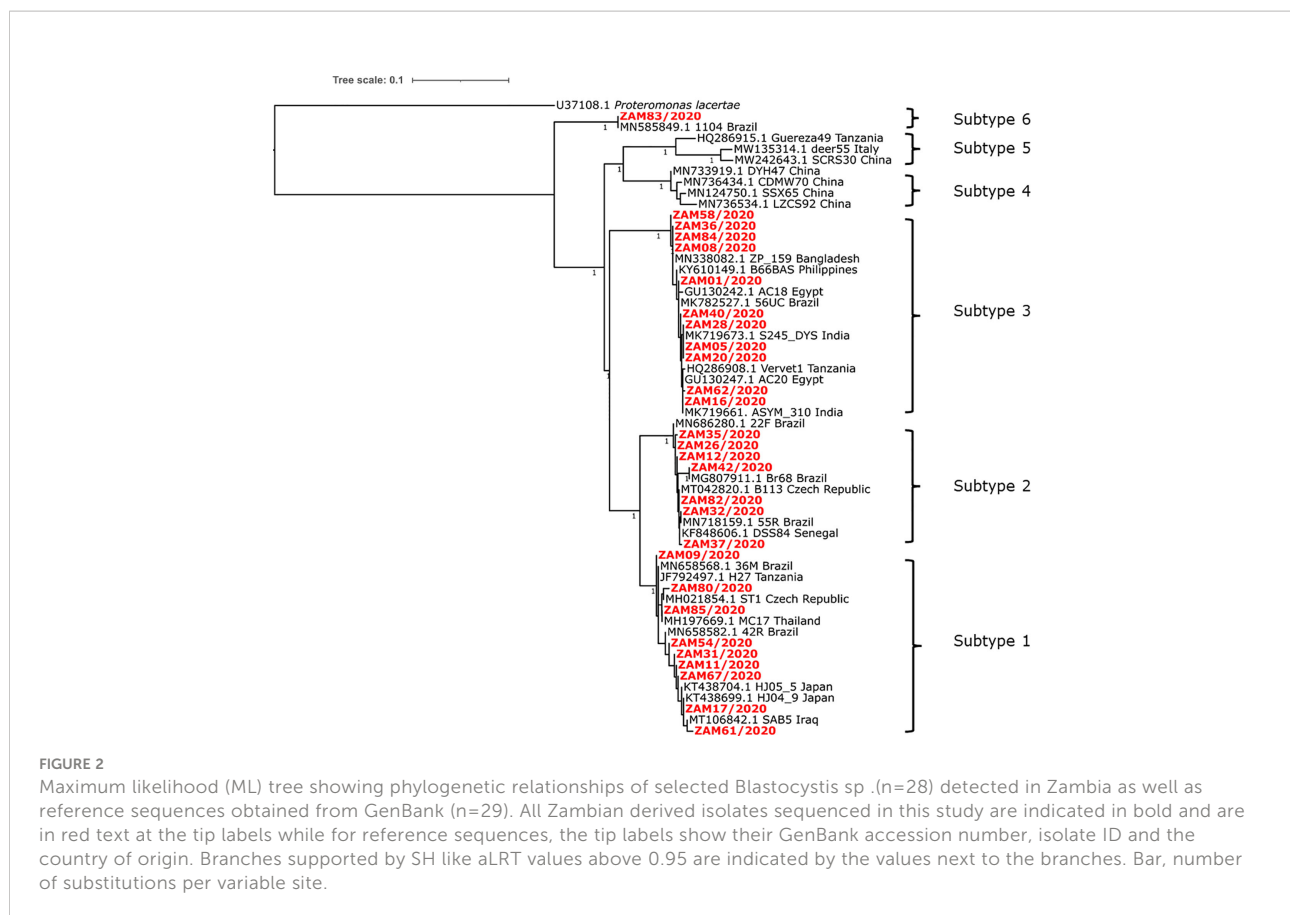 Tree scale: 0.1
U37108.1 Proteromonas lacertae
ZAM83/2020
1
MN585849.1 1104 Brazil
Subtype 6
HQ286915.1 Guereza49 Tanzania
1
MW135314.1 deer55 Italy
1
MW242643.1 SCRS30 China
Subtype 5
1
MN733919.1 DYH47 China
MN736434.1 CDMW70 China
1
MN124750.1 SSX65 China
MN736534.1 LZCS92 China
Subtype 4
ZAM58/2020
ZAM36/2020
1
ZAM84/2020
ZAM08/2020
MN338082.1 ZP_159 Bangladesh
KY610149.1 B66BAS Philippines
1
ZAM01/2020
GU130242.1 AC18 Egypt
MK782527.1 56UC Brazil
ZAM40/2020
Subtype 3
ZAM28/2020
MK719673.1 S245_DYS India
ZAM05/2020
ZAM20/2020
HQ286908.1 Vervet1 Tanzania
1
GU130247.1 AC20 Egypt
ZAM62/2020
ZAM16/2020
MK719661. ASYM_310 India
MN686280.1 22F Brazil
ZAM35/2020
1
ZAM26/2020
ZAM12/2020
ZAM42/2020
1
MG807911.1 Br68 Brazil
MT042820.1 B113 Czech Republic
Subtype 2
ZAM82/2020
ZAM32/2020
1
MN718159.1 55R Brazil
KF848606.1 DSS84 Senegal
ZAM37/2020
ZAM09/2020
MN658568.1 36M Brazil
JF792497.1 H27 Tanzania
1
ZAM80/2020
MH021854.1 ST1 Czech Republic
ZAM85/2020
MH197669.1 MC17 Thailand
MN658582.1 42R Brazil
Subtype 1
ZAM54/2020
ZAM31/2020
ZAM11/2020
ZAM67/2020
KT438704.1 HJ05_5 Japan
KT438699.1 HJ04_9 Japan
ZAM17/2020
MT106842.1 SAB5 Iraq
ZAM61/2020
FIGURE 2
Maximum likelihood (ML) tree showing phylogenetic relationships of selected Blastocystis sp .(n=28) detected in Zambia as well as
reference sequences obtained from GenBank (n=29). All Zambian derived isolates sequenced in this study are indicated in bold and are
in red text at the tip labels while for reference sequences, the tip labels show their GenBank accession number, isolate ID and the
country of origin. Branches supported by SH like aLRT values above 0.95 are indicated by the values next to the branches. Bar, number
of substitutions per variable site.